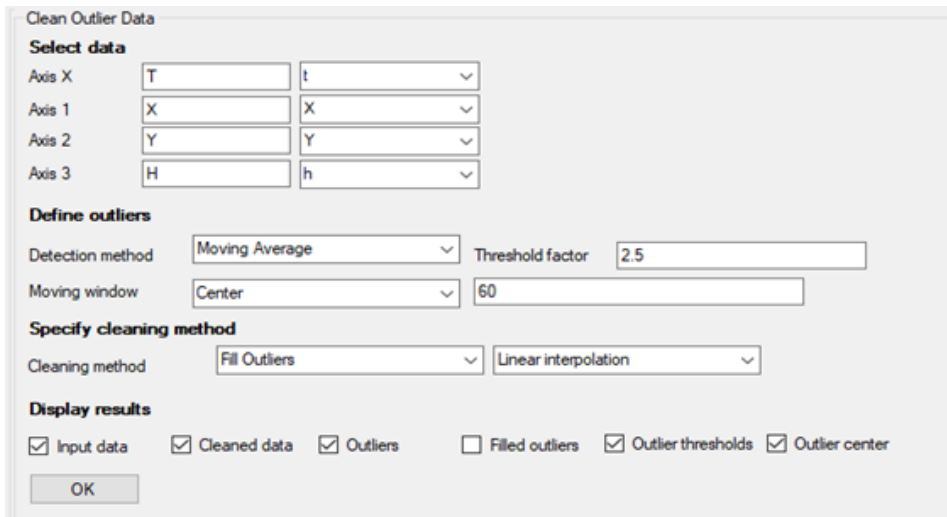 Clean Outlier Data
Select data
Axis X T t
Axis 1 X X
Axis 2 Y Y
Axis 3 H h
Define outliers
Detection method Moving Average Threshold factor 2.5
Moving window Center 60
Specify cleaning method
Cleaning method Fill Outliers Linear interpolation
Display results
Input data Cleaned data Outliers Filled outliers Outlier thresholds Outlier center
OK